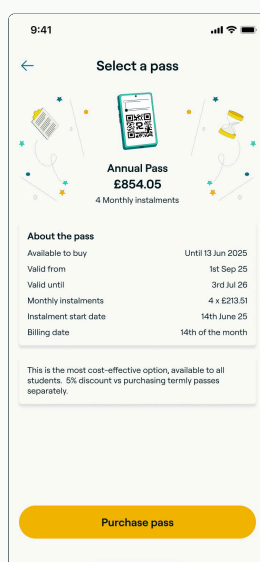 9:41
Select a pass
Annual Pass
£854.05
4 Monthly instalments
About the pass
Available to buy Until 13 Jun 2025
Valid from 1st Sep 25
Valid until 3rd Jul 26
Monthly instalments 4 x £213.51
Instalment start date 14th June 25
Billing date 14th of the month
This is the most cost-effective option, available to all
students. 5% discount vs purchasing termly passes
separately.
Purchase pass